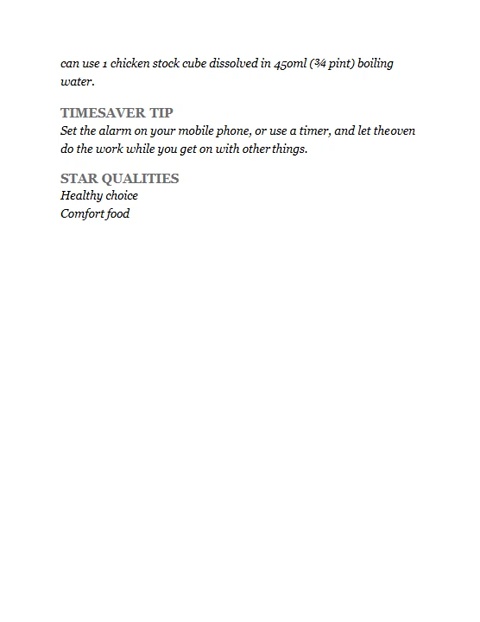 can use 1 chicken stock cube dissolved in 450ml (¾ pint) boiling
water.
TIMESAVER TIP
Set the alarm on your mobile phone, or use a timer, and let theoven
do the work while you get on with other things.
STAR QUALITIES
Healthy choice
Comfort food